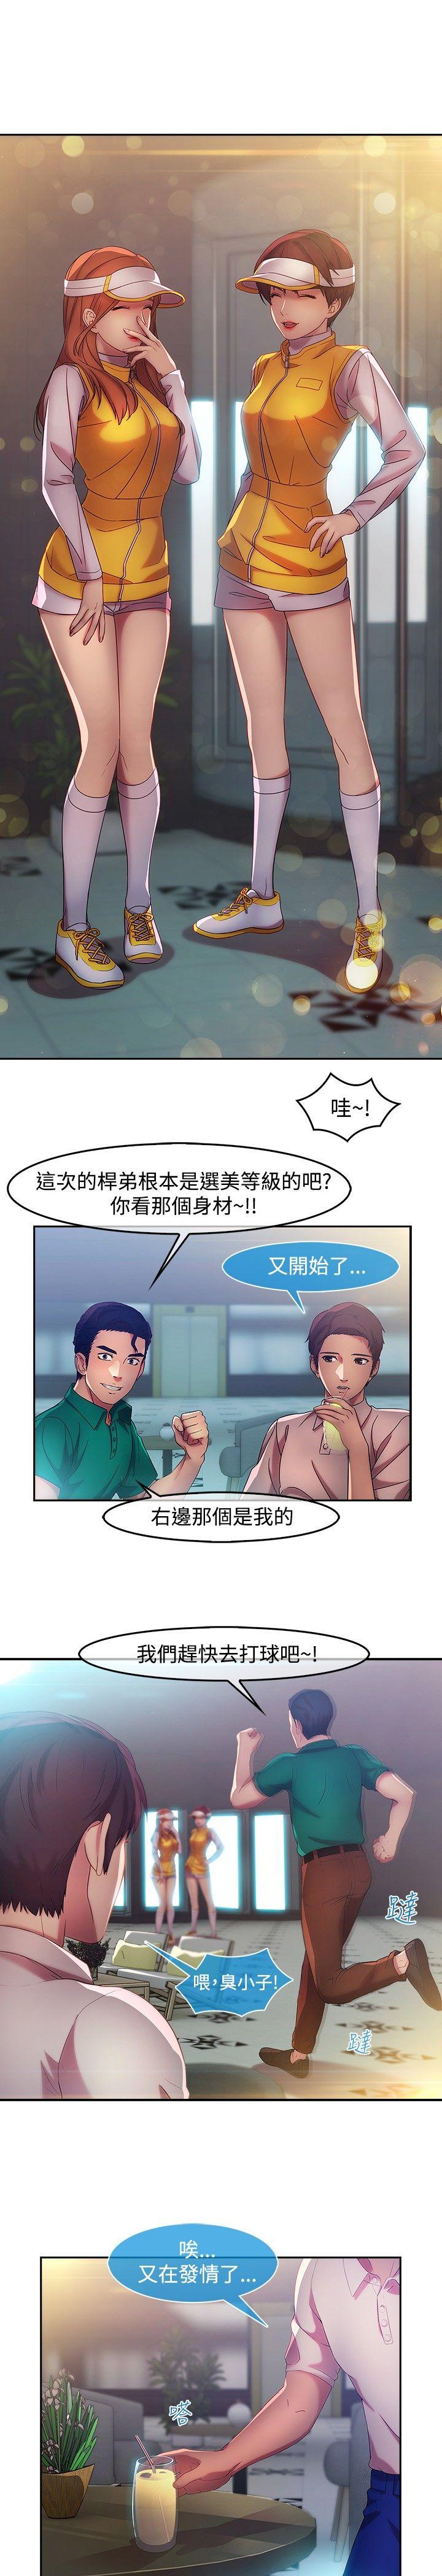 哇~!
這次的桿弟根本是選美等級的吧?
你看那個身材~!!
又開始了...
右邊那個是我的
我們趕快去打球吧~!
躂
喂,臭小子!
躂
唉...
又在發情了...
嗒